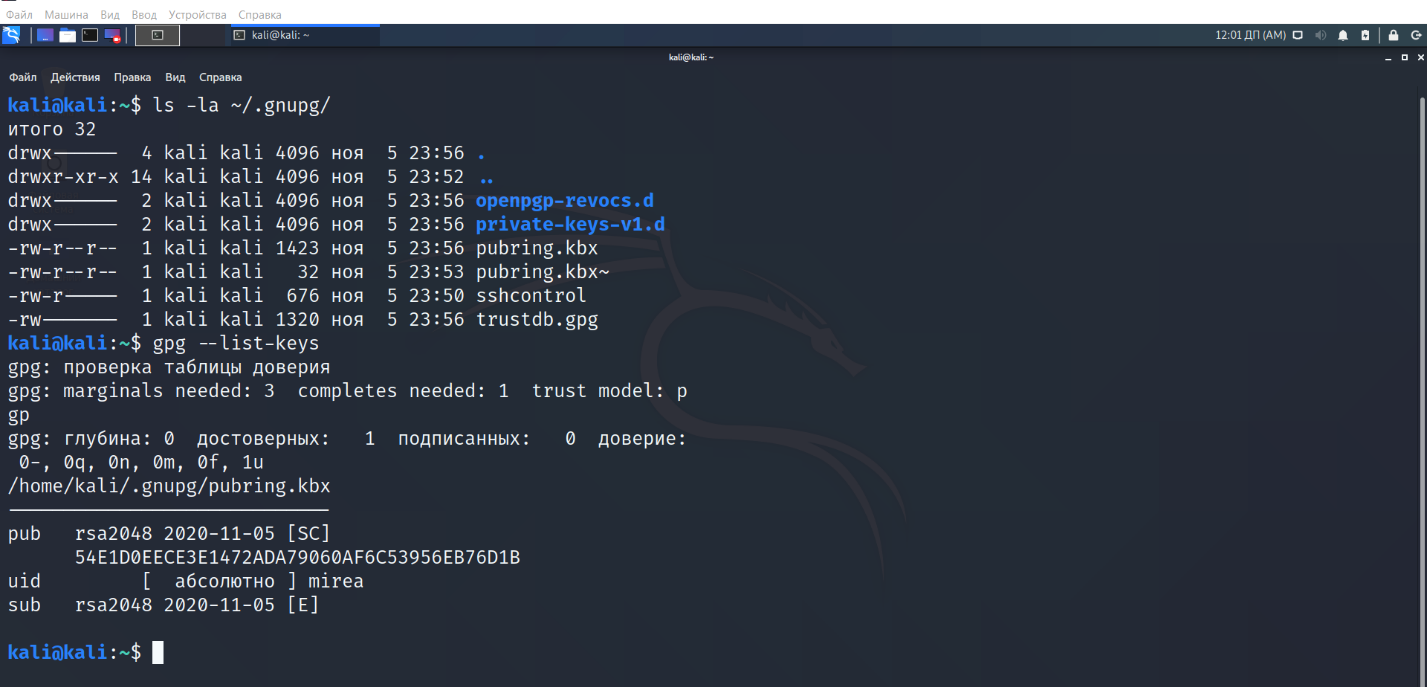 Файл Машина Вид Ввод Устройства Справка
kali@kali: ~ 12:01 ДП (AM)
kali@kali: ~
Файл Действия Правка Вид Справка
kali@kali:~$ ls -la ~/.gnupg/
итого 32
drwx------ 4 kali kali 4096 ноя 5 23:56 .
drwxr-xr-x 14 kali kali 4096 ноя 5 23:52 ..
drwx------ 2 kali kali 4096 ноя 5 23:56 openpgp-revocs.d
drwx------ 2 kali kali 4096 ноя 5 23:56 private-keys-v1.d
-rw-r--r-- 1 kali kali 1423 ноя 5 23:56 pubring.kbx
-rw-r--r-- 1 kali kali 32 ноя 5 23:53 pubring.kbx~
-rw-r----- 1 kali kali 676 ноя 5 23:50 sshcontrol
-rw------- 1 kali kali 1320 ноя 5 23:56 trustdb.gpg
kali@kali:~$ gpg --list-keys
gpg: проверка таблицы доверия
gpg: marginals needed: 3 completes needed: 1 trust model: p
gp
gpg: глубина: 0 достоверных: 1 подписанных: 0 доверие:
0-, 0q, 0n, 0m, 0f, 1u
/home/kali/.gnupg/pubring.kbx
-----------------------------
pub rsa2048 2020-11-05 [SC]
54E1D0EECE3E1472ADA79060AF6C53956EB76D1B
uid [ абсолютно ] mirea
sub rsa2048 2020-11-05 [E]
kali@kali:~$